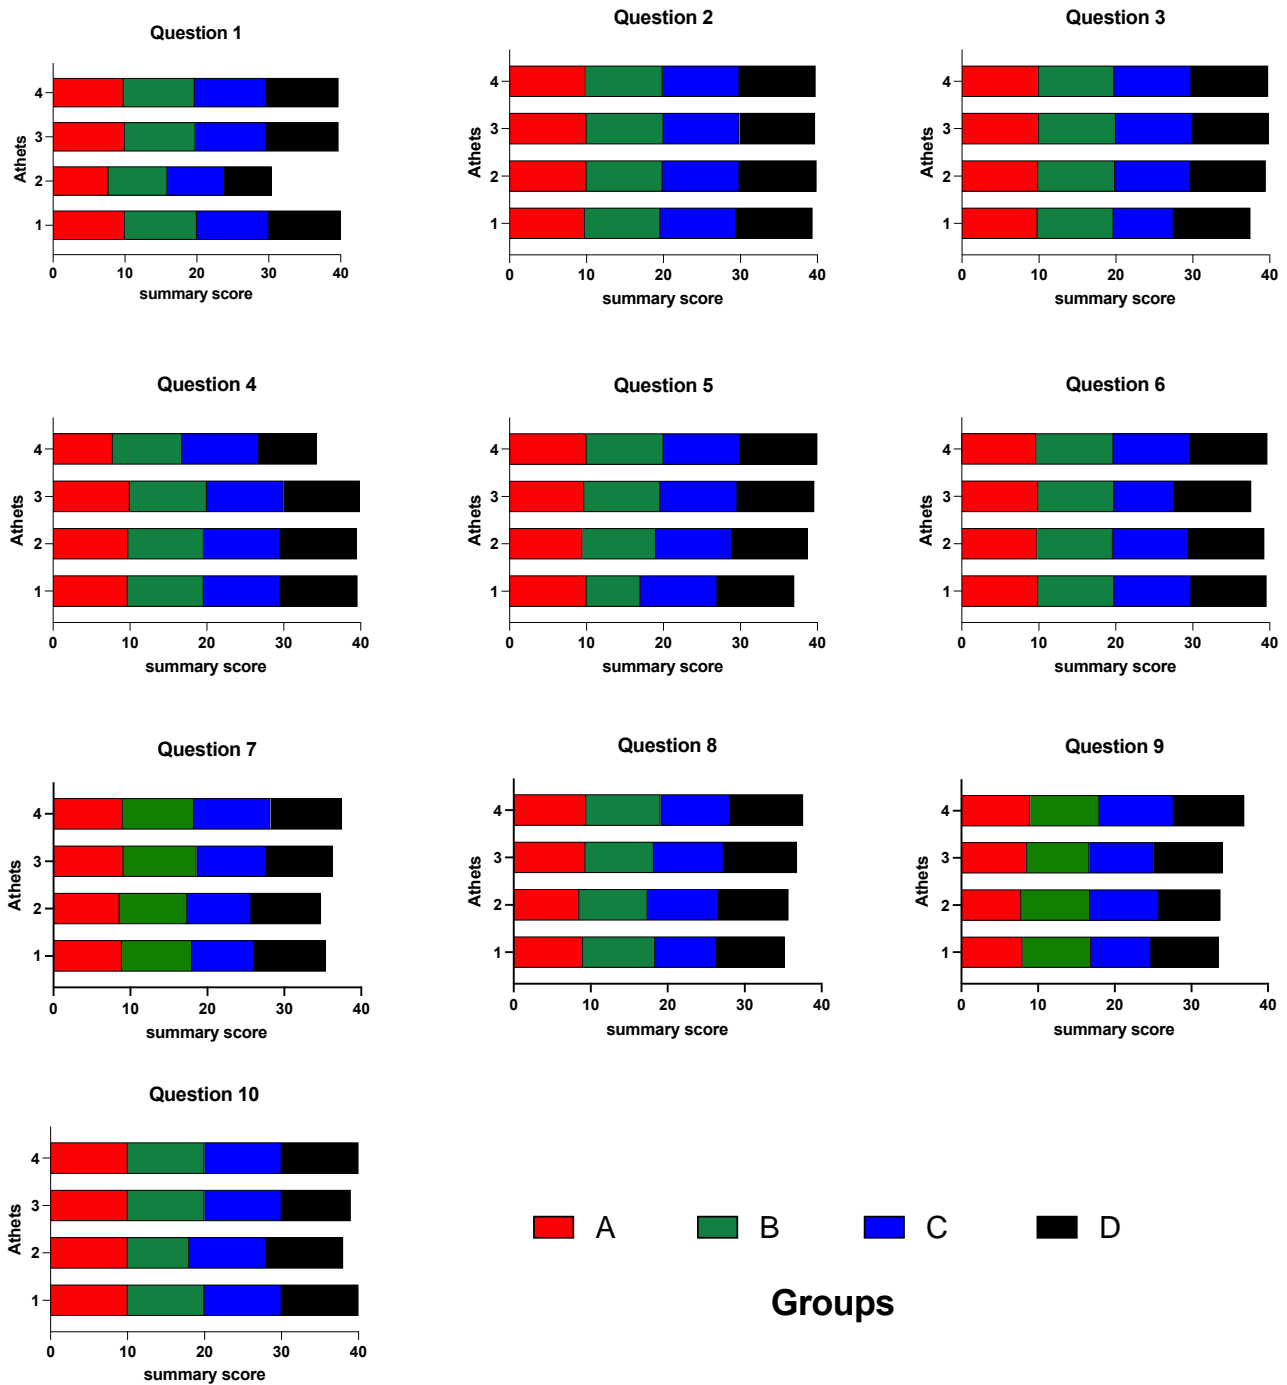 Question 1
Question 2
Question 3
Athets
4
3
2
1
0 10 20 30 40
summary score
Athets
4
3
2
1
0 10 20 30 40
summary score
Athets
4
3
2
1
0 10 20 30 40
summary score
Question 4
Question 5
Question 6
Athets
4
3
2
1
0 10 20 30 40
summary score
Athets
4
3
2
1
0 10 20 30 40
summary score
Athets
4
3
2
1
0 10 20 30 40
summary score
Question 7
Question 8
Question 9
Athets
4
3
2
1
0 10 20 30 40
summary score
Athets
4
3
2
1
0 10 20 30 40
summary score
Athets
4
3
2
1
0 10 20 30 40
summary score
Question 10
Athets
4
3
2
1
0 10 20 30 40
summary score
A B C D
Groups